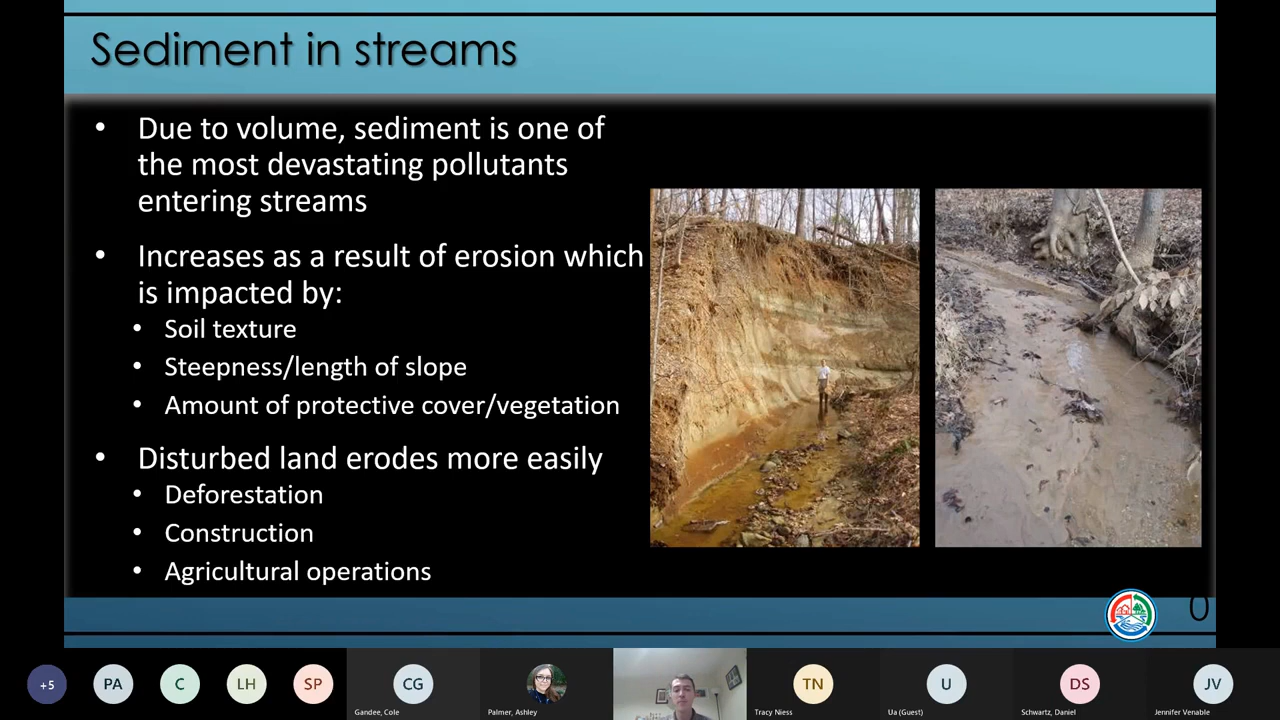 Sediment in streams
• Due to volume, sediment is one of
the most devastating pollutants
entering streams
• Increases as a result of erosion which
is impacted by:
• Soil texture
• Steepness/length of slope
• Amount of protective cover/vegetation
• Disturbed land erodes more easily
• Deforestation
• Construction
• Agricultural operations
0
+5
PA
C
LH
SP
CG
TN
U
DS
JV
Gandee, Cole
Palmer, Ashley
Tracy Niess
Ua (Guest)
Schwartz, Daniel
Jennifer Venable